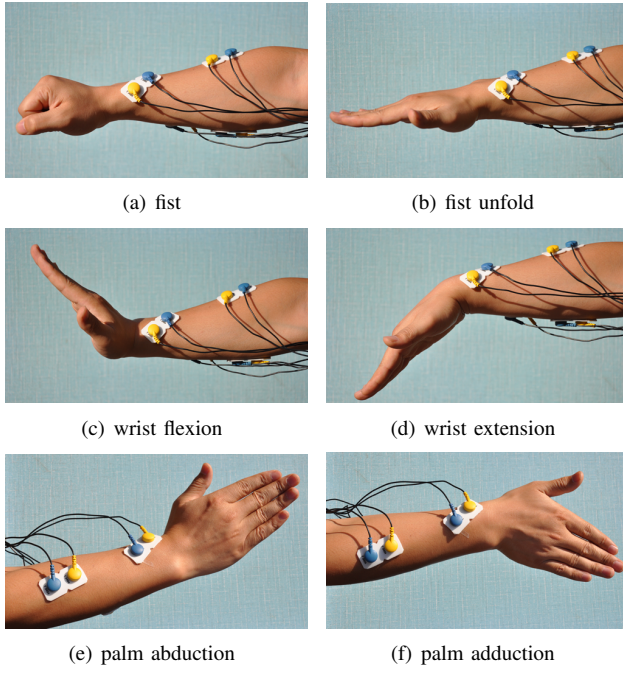 (a) fist
(b) fist unfold
(c) wrist flexion
(d) wrist extension
(e) palm abduction
(f) palm adduction